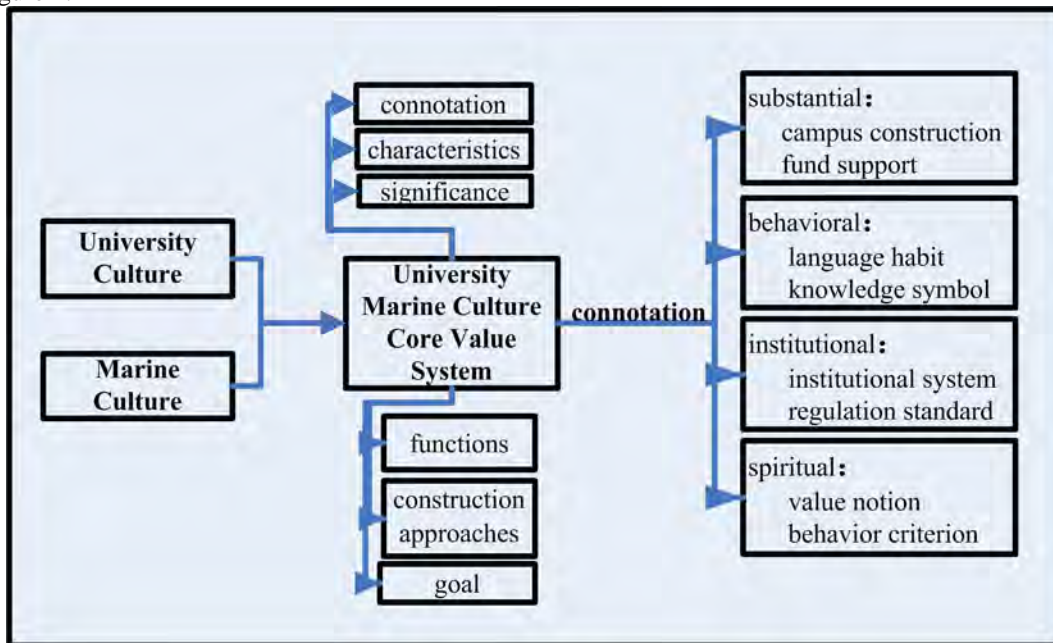 connotation
characteristics
significance
University
Culture
Marine
Culture
University
Marine Culture
Core Value
System
connotation
functions
construction
approaches
goal
substantial：
campus construction
fund support
behavioral：
language habit
knowledge symbol
institutional：
institutional system
regulation standard
spiritual：
value notion
behavior criterion